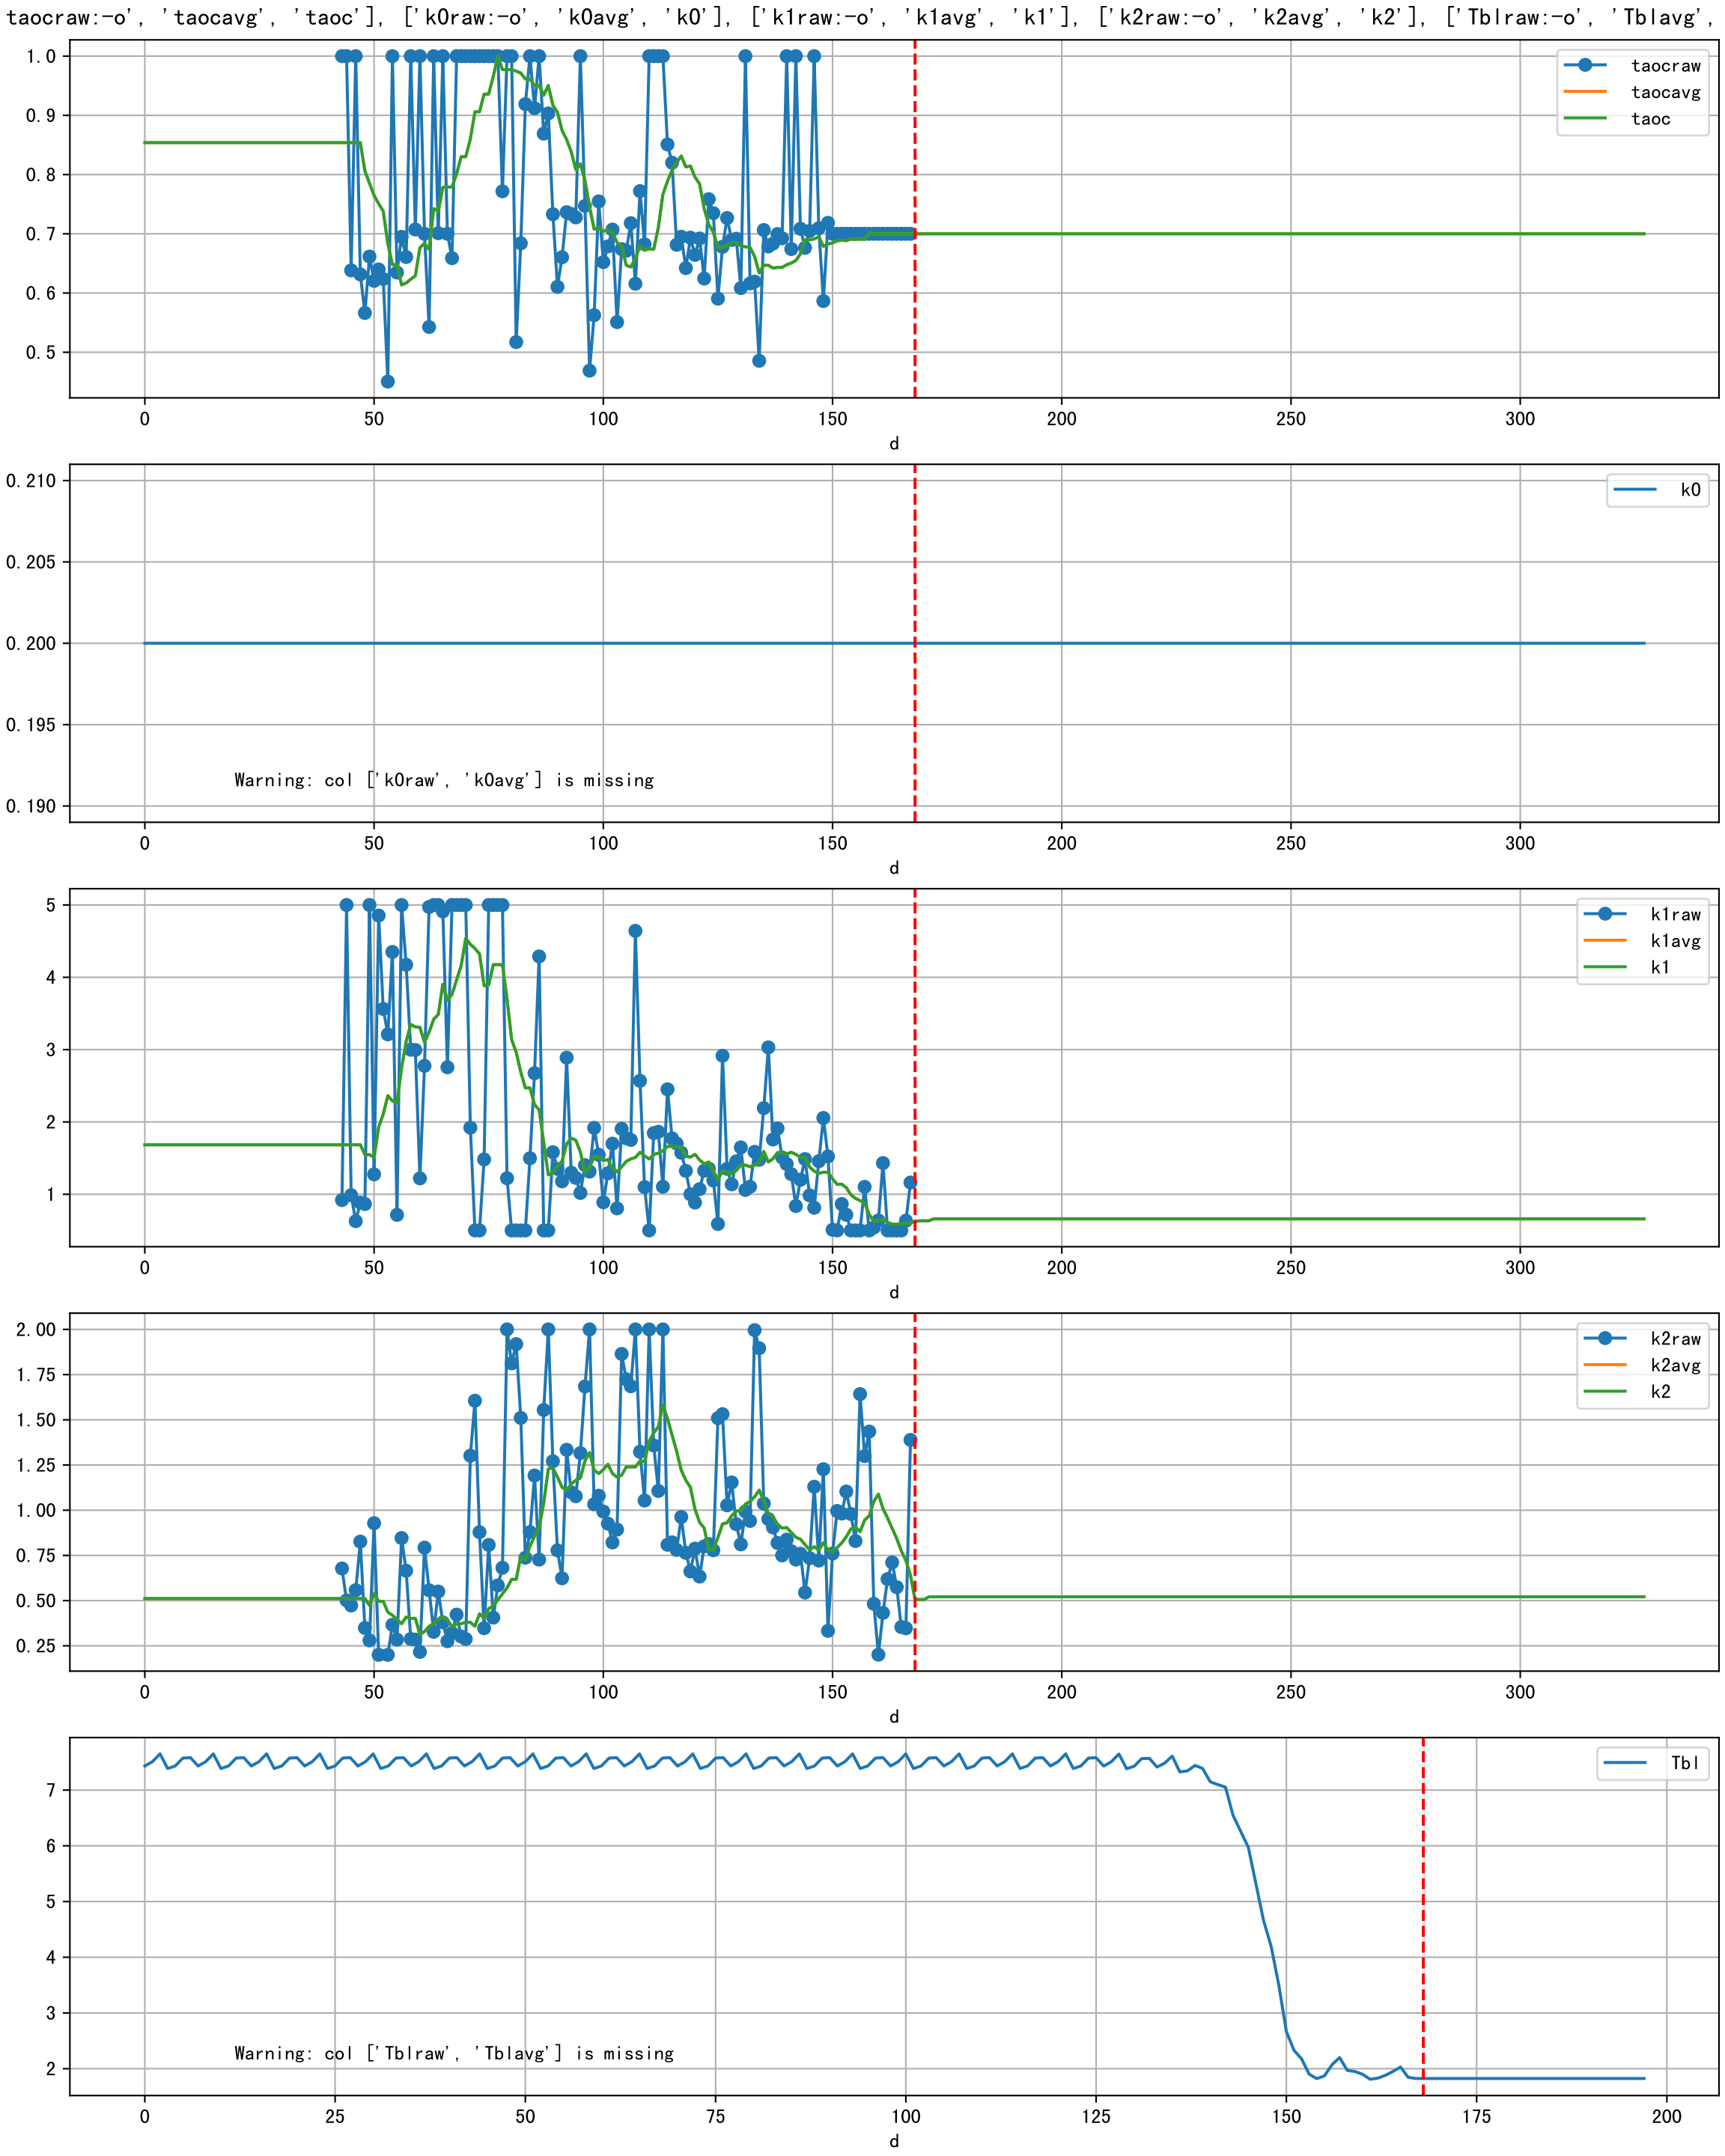 taocraw:-o', 'taocavg', 'taoc'], ['k0raw:-o', 'k0avg', 'k0'], ['k1raw:-o', 'k1avg', 'k1'], ['k2raw:-o', 'k2avg', 'k2'], ['Tblraw:-o', 'Tblavg',
1.0
0.9
0.8
0.7
0.6
0.5
taocraw
taocavg
taoc
0 50 100 150 200 250 300
d
0.210
0.205
0.200
0.195
0.190
k0
Warning: col ['k0raw', 'k0avg'] is missing
0 50 100 150 200 250 300
d
5
4
3
2
1
k1raw
k1avg
k1
0 50 100 150 200 250 300
d
2.00
1.75
1.50
1.25
1.00
0.75
0.50
0.25
k2raw
k2avg
k2
0 50 100 150 200 250 300
d
7
6
5
4
3
2
Tbl
Warning: col ['Tblraw', 'Tblavg'] is missing
0 25 50 75 100 125 150 175 200
d